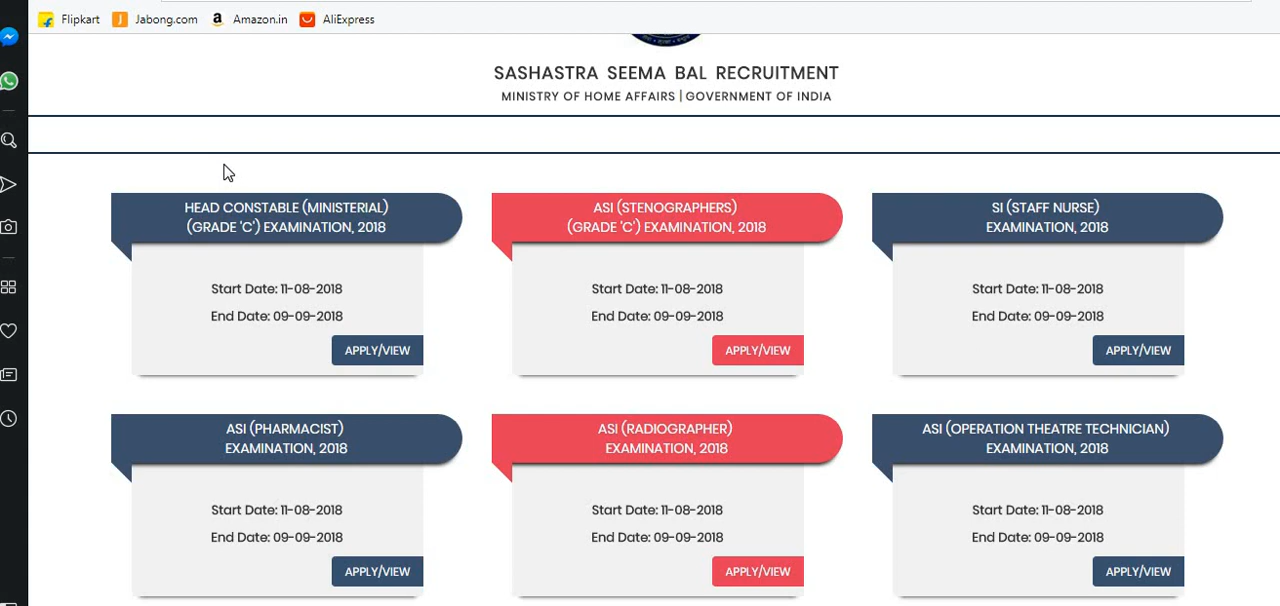 Flipkart Jabong.com Amazon.in AliExpress
SASHASTRA SEEMA BAL RECRUITMENT
MINISTRY OF HOME AFFAIRS | GOVERNMENT OF INDIA
HEAD CONSTABLE (MINISTERIAL)
(GRADE 'C') EXAMINATION, 2018
Start Date: 11-08-2018
End Date: 09-09-2018
APPLY/VIEW
ASI (STENOGRAPHERS)
(GRADE 'C') EXAMINATION, 2018
Start Date: 11-08-2018
End Date: 09-09-2018
APPLY/VIEW
SI (STAFF NURSE)
EXAMINATION, 2018
Start Date: 11-08-2018
End Date: 09-09-2018
APPLY/VIEW
ASI (PHARMACIST)
EXAMINATION, 2018
Start Date: 11-08-2018
End Date: 09-09-2018
APPLY/VIEW
ASI (RADIOGRAPHER)
EXAMINATION, 2018
Start Date: 11-08-2018
End Date: 09-09-2018
APPLY/VIEW
ASI (OPERATION THEATRE TECHNICIAN)
EXAMINATION, 2018
Start Date: 11-08-2018
End Date: 09-09-2018
APPLY/VIEW